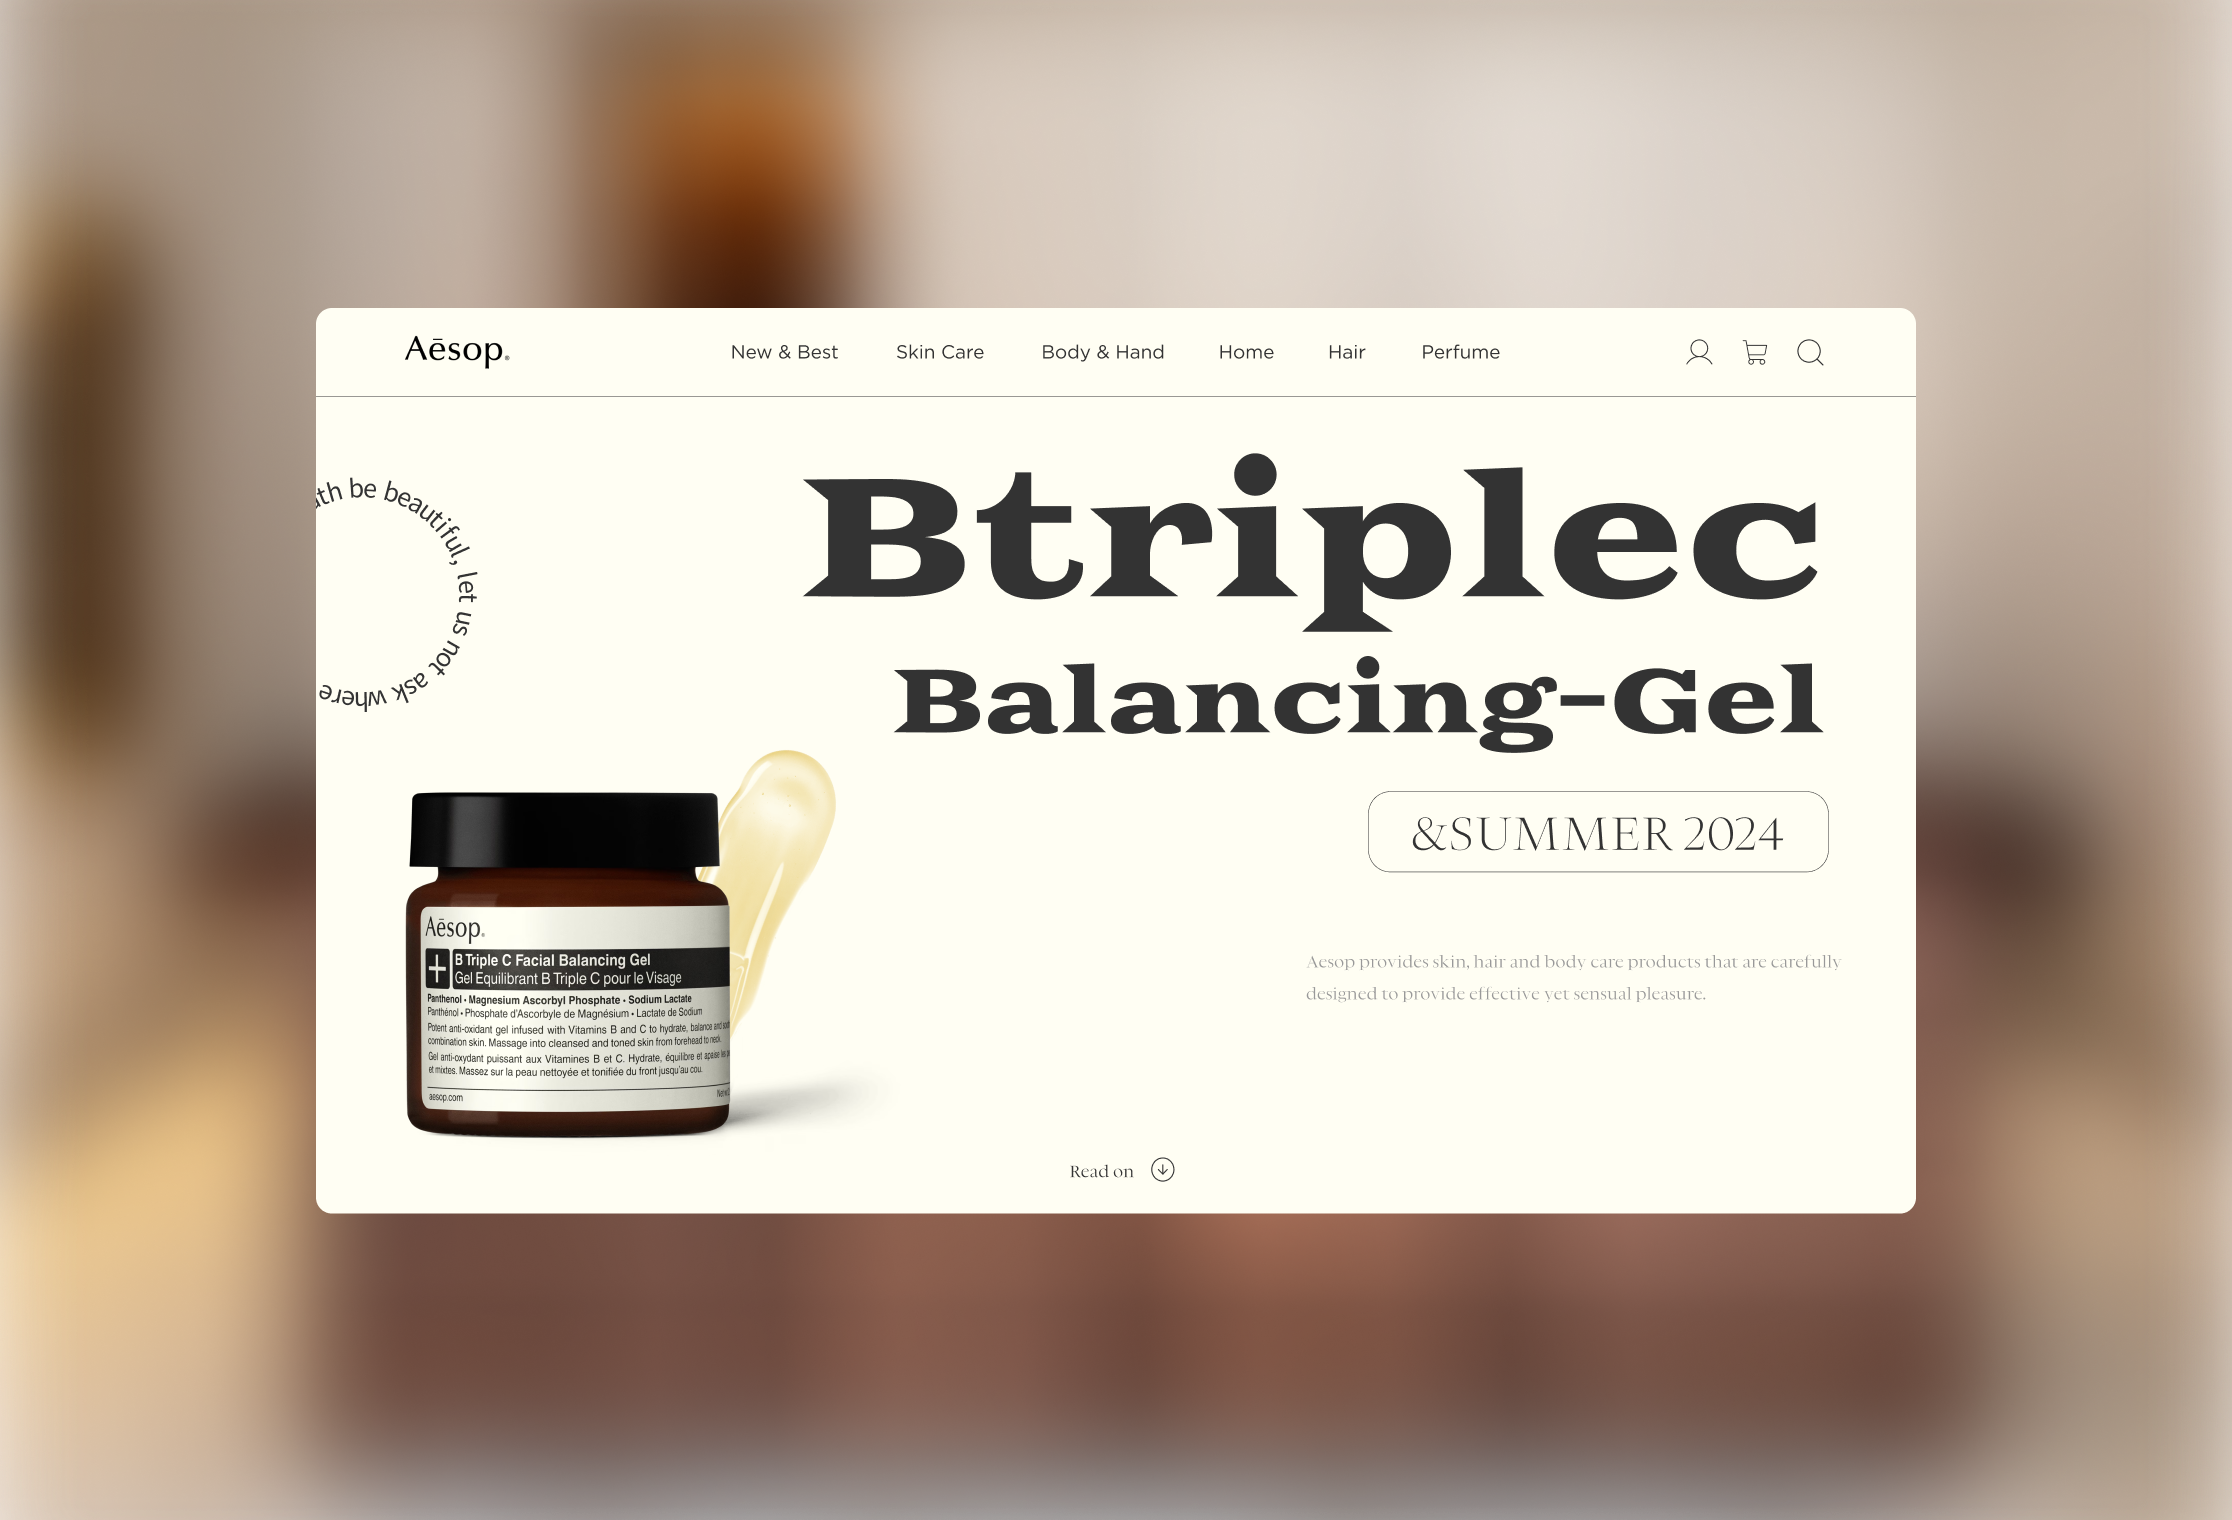 Aēsop.
New & Best
Skin Care
Body & Hand
Home
Hair
Perfume
be beautiful, let us not ask where
Btriplec
Balancing-Gel
&SUMMER 2024
Aesop provides skin, hair and body care products that are carefully
designed to provide effective yet sensual pleasure.
Aēsop.
B Triple C Facial Balancing Gel
Gel Equilibrant B Triple C pour le Visage
Panthenol • Magnesium Ascorbyl Phosphate • Sodium Lactate
Panthénol • Phosphate d'Ascorbyle de Magnésium • Lactate de Sodium
Potent anti-oxidant gel infused with Vitamins B and C to hydrate, balance and
combination skin. Massage into cleansed and toned skin from forehead to neck.
Gel anti-oxydant puissant aux Vitamines B et C. Hydrate, équilibre et apaise les
et mixtes. Massez sur la peau nettoyée et tonifiée du front jusqu'au cou.
aesop.com
Read on